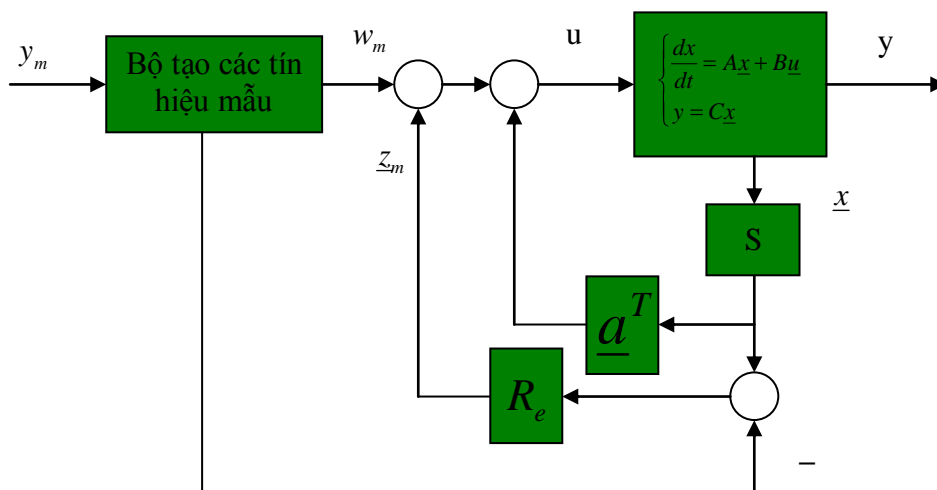 y_m
Bộ tạo các tín
hiệu mẫu
w_m
u
dx/dt = Ax + Bu
y = Cx
y
z_m
x
S
a^T
R_e
−